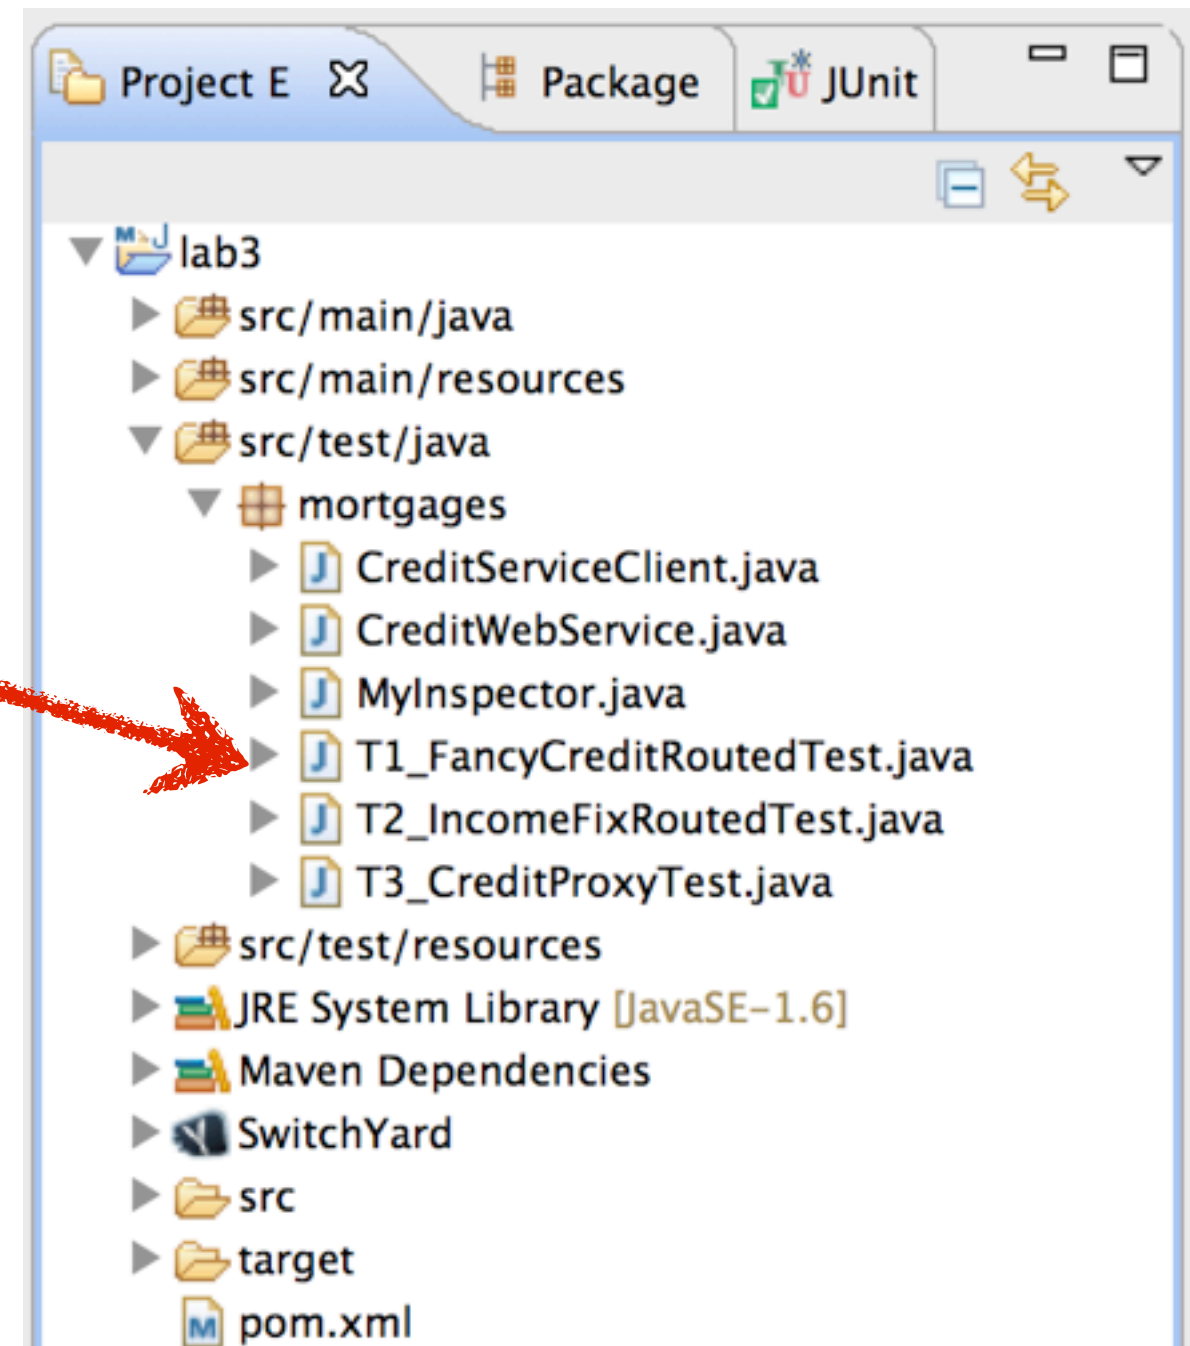 Project E Package JUnit
lab3
src/main/java
src/main/resources
src/test/java
mortgages
CreditServiceClient.java
CreditWebService.java
MyInspector.java
T1_FancyCreditRoutedTest.java
T2_IncomeFixRoutedTest.java
T3_CreditProxyTest.java
src/test/resources
JRE System Library [JavaSE-1.6]
Maven Dependencies
SwitchYard
src
target
pom.xml